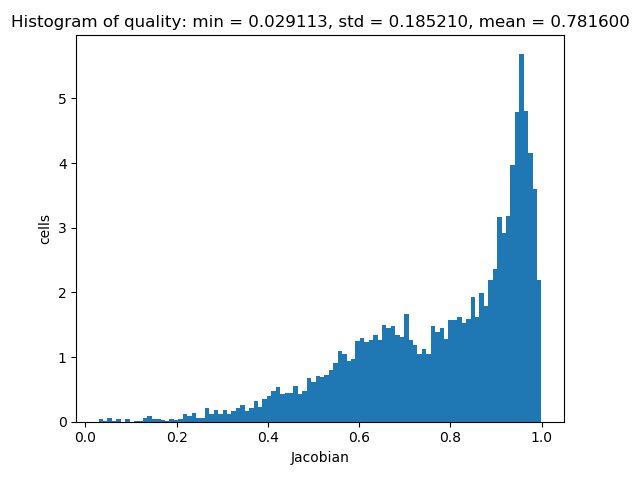 Histogram of quality: min = 0.029113, std = 0.185210, mean = 0.781600
5
4
3
2
1
0
cells
0.0 0.2 0.4 0.6 0.8 1.0
Jacobian